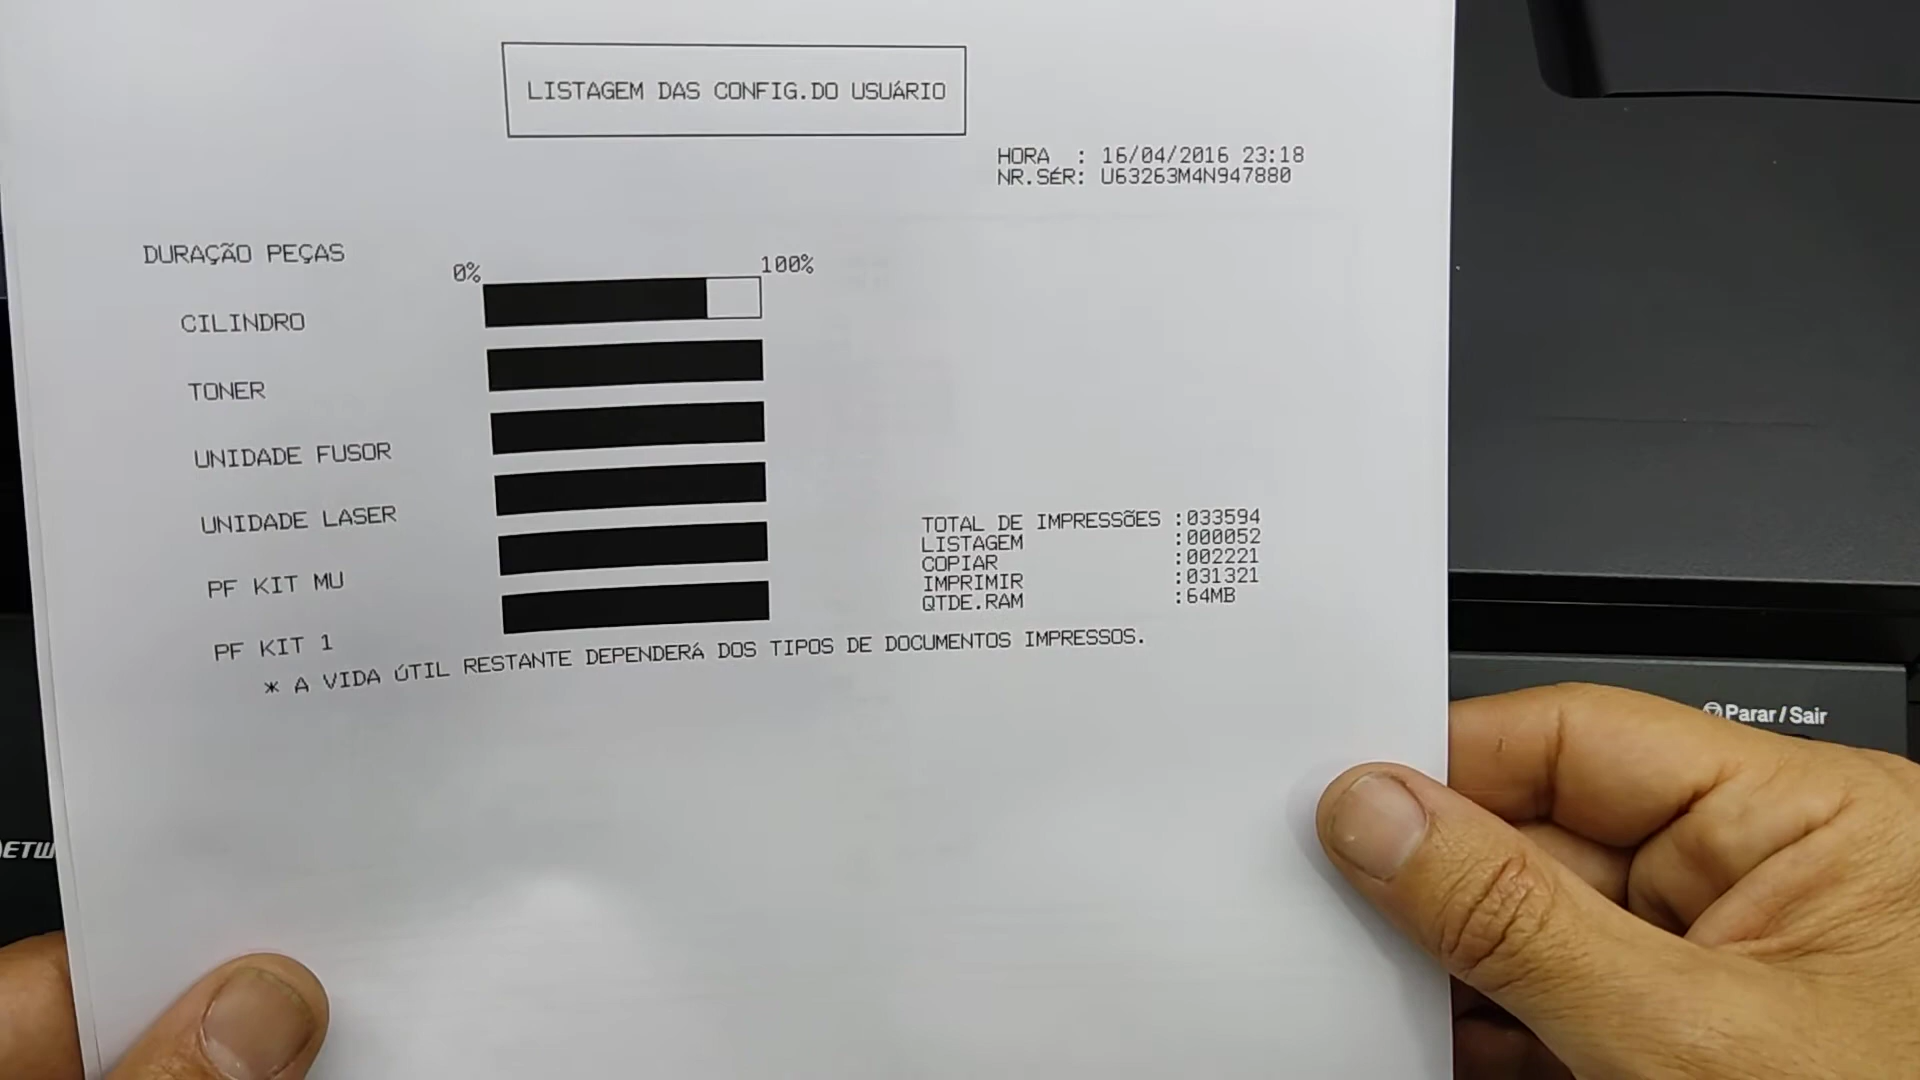 LISTAGEM DAS CONFIG.DO USUÁRIO
HORA : 16/04/2016 23:18
NR.SÉR: U63263M4N947880
DURAÇÃO PEÇAS
0% 100%
CILINDRO
TONER
UNIDADE FUSOR
UNIDADE LASER
PF KIT MU
PF KIT 1
* A VIDA ÚTIL RESTANTE DEPENDERÁ DOS TIPOS DE DOCUMENTOS IMPRESSOS.
TOTAL DE IMPRESSÕES :033594
LISTAGEM :000052
COPIAR :002221
IMPRIMIR :031321
QTDE.RAM :64MB
Parar / Sair